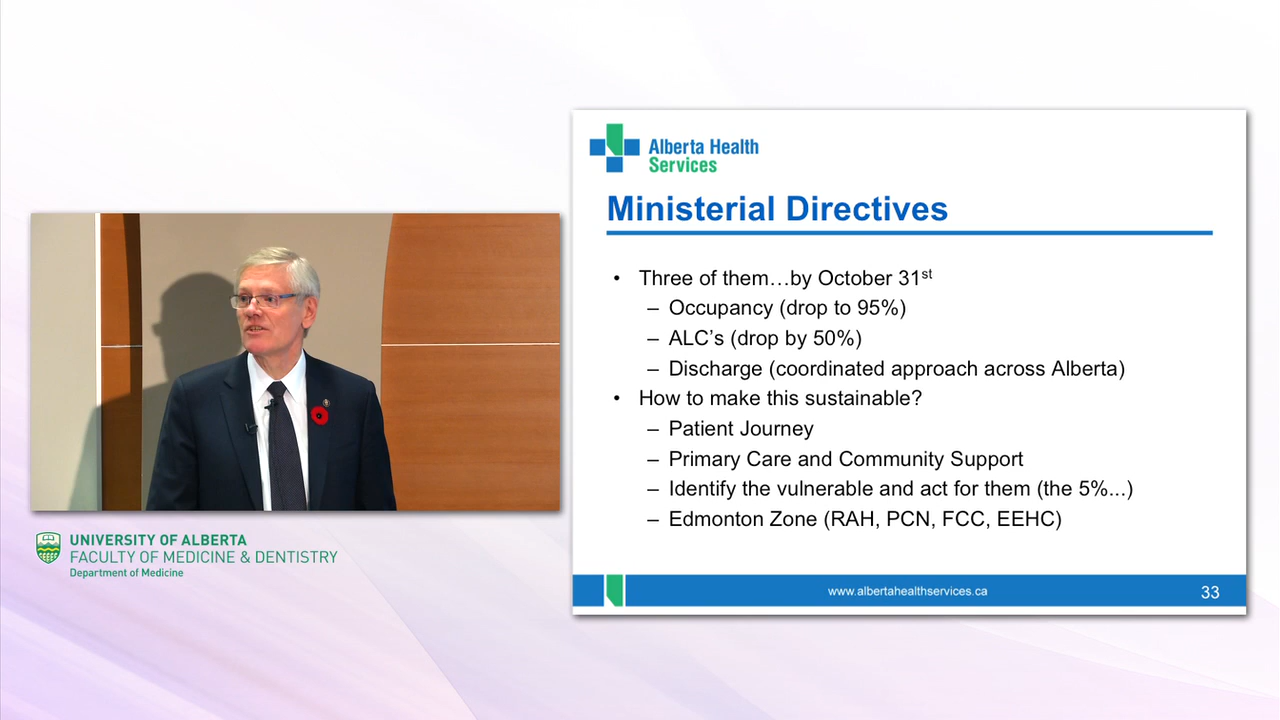 Alberta Health
Services
Ministerial Directives
• Three of them…by October 31st
– Occupancy (drop to 95%)
– ALC’s (drop by 50%)
– Discharge (coordinated approach across Alberta)
• How to make this sustainable?
– Patient Journey
– Primary Care and Community Support
– Identify the vulnerable and act for them (the 5%...)
– Edmonton Zone (RAH, PCN, FCC, EEHC)
www.albertahealthservices.ca
33
UNIVERSITY OF ALBERTA
FACULTY OF MEDICINE & DENTISTRY
Department of Medicine